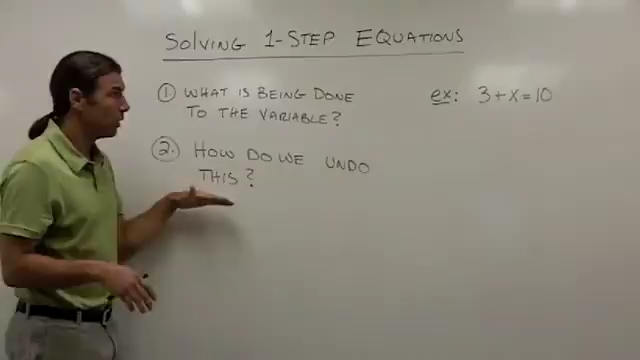 SOLVING 1-STEP EQUATIONS
① WHAT IS BEING DONE
TO THE VARIABLE?
②. HOW DO WE UNDO
THIS?
ex: 3+x=10